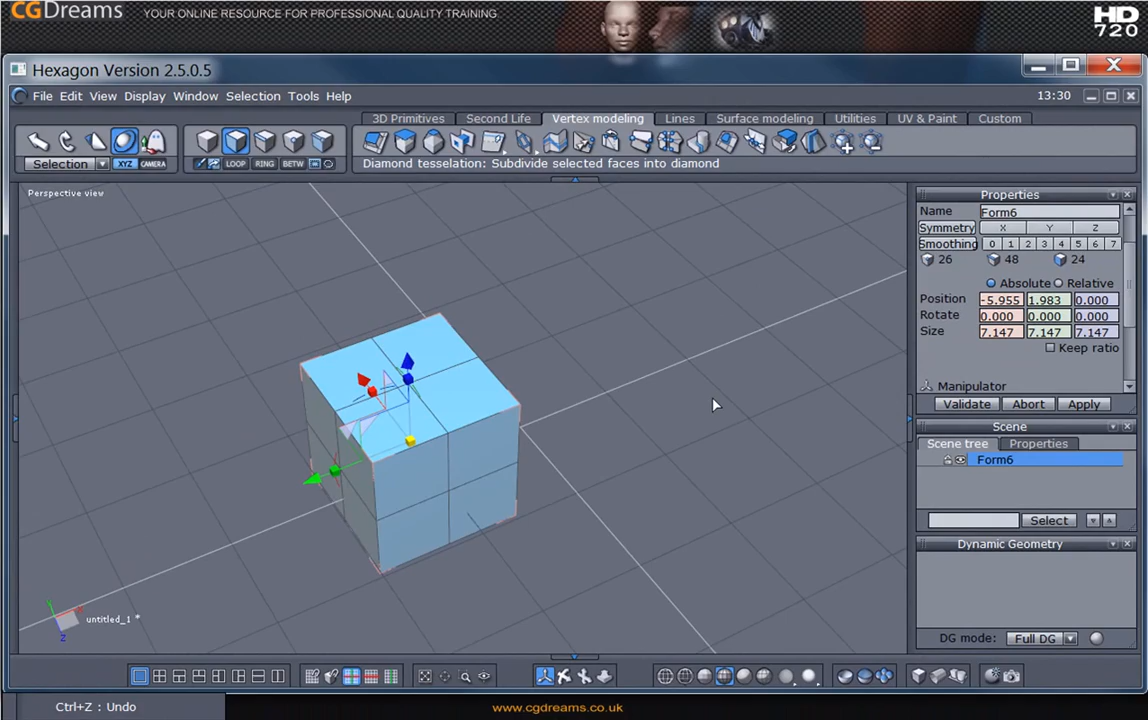 CGDreams YOUR ONLINE RESOURCE FOR PROFESSIONAL QUALITY TRAINING.
HD
720
Hexagon Version 2.5.0.5
File Edit View Display Window Selection Tools Help 13:30
3D Primitives Second Life Vertex modeling Lines Surface modeling Utilities UV & Paint Custom
Selection XYZ CAMERA LOOP RING BETW Diamond tesselation: Subdivide selected faces into diamond
Perspective view
Properties
Name Form6
Symmetry X Y Z
Smoothing 0 1 2 3 4 5 6 7
26 48 24
Absolute Relative
Position -5.955 1.983 0.000
Rotate 0.000 0.000 0.000
Size 7.147 7.147 7.147
Keep ratio
Manipulator
Validate Abort Apply
Scene
Scene tree Properties
Form6
Select
Dynamic Geometry
Y X
Z
untitled_1 *
DG mode: Full DG
Ctrl+Z : Undo
www.cgdreams.co.uk